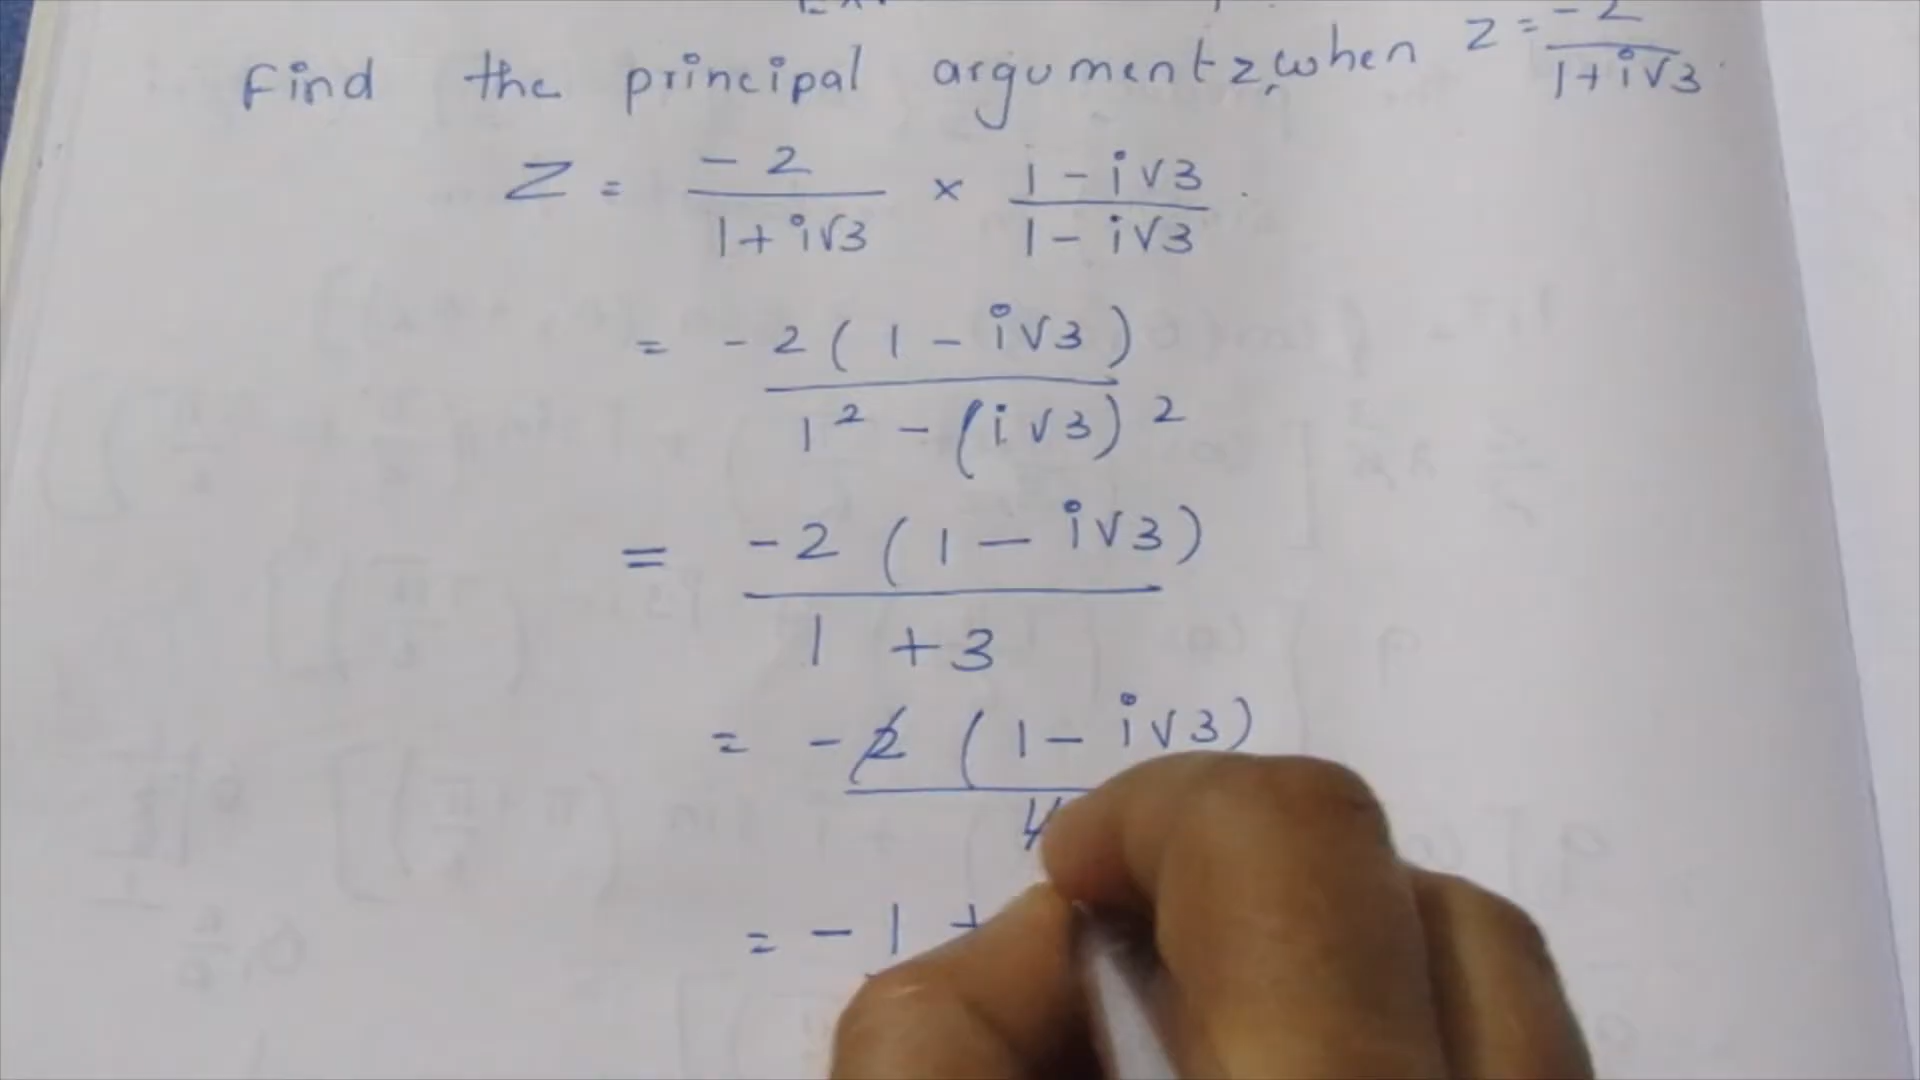 Find the principal argument z, when z = -2 / 1+i√3.
Z = -2 / 1+i√3 × 1-i√3 / 1-i√3.
= -2(1-i√3) / 1² - (i√3)²
= -2(1-i√3) / 1+3
= -2(1-i√3) / 4
= -1 +